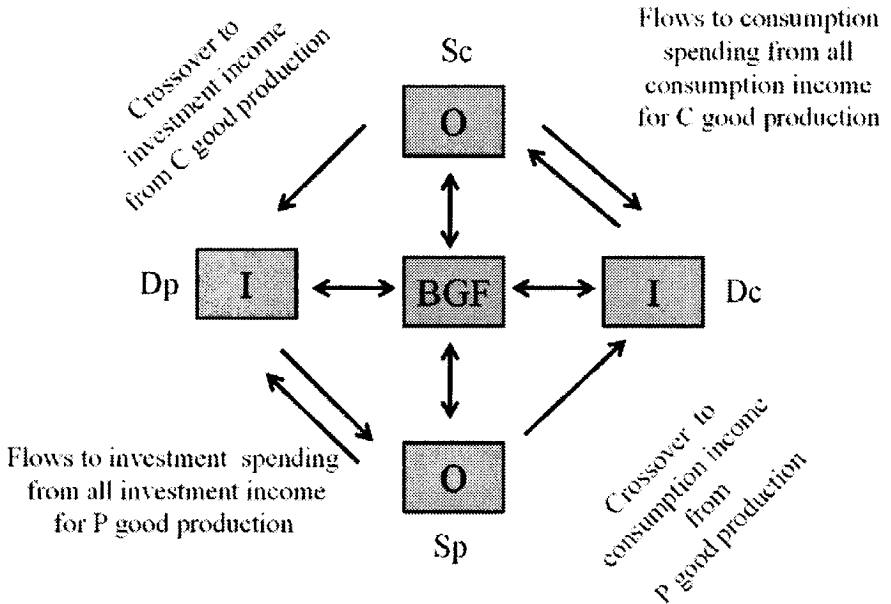 Crossover to
investment income
from C good production
Sc
O
Flows to consumption
spending from all
consumption income
for C good production
Dp
I
BGF
I
Dc
Flows to investment spending
from all investment income
for P good production
O
Sp
Crossover to
consumption income
from
P good production